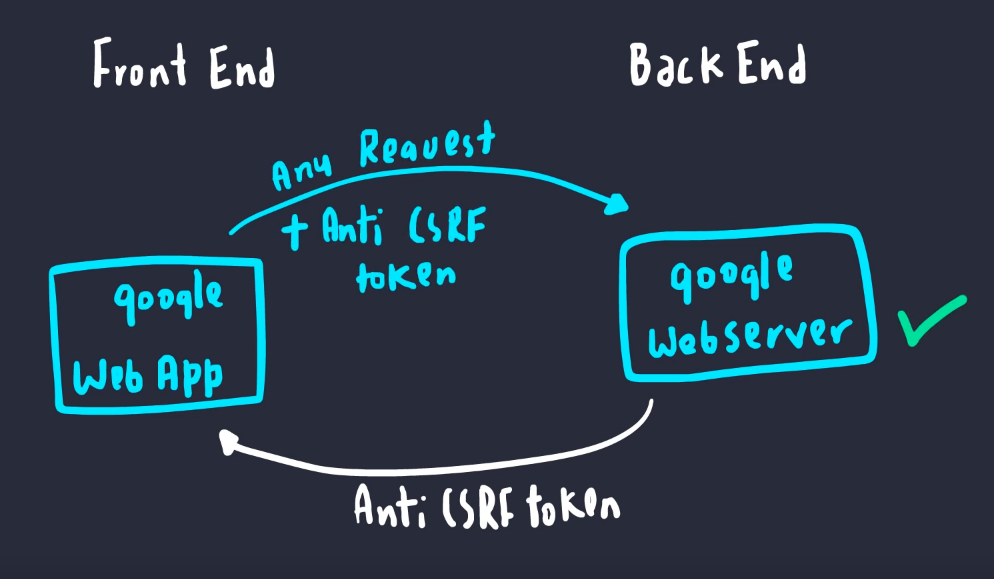 Front End
Back End
Any Request
+ Anti CSRF
token
google
Web App
google
Webserver
Anti CSRF token